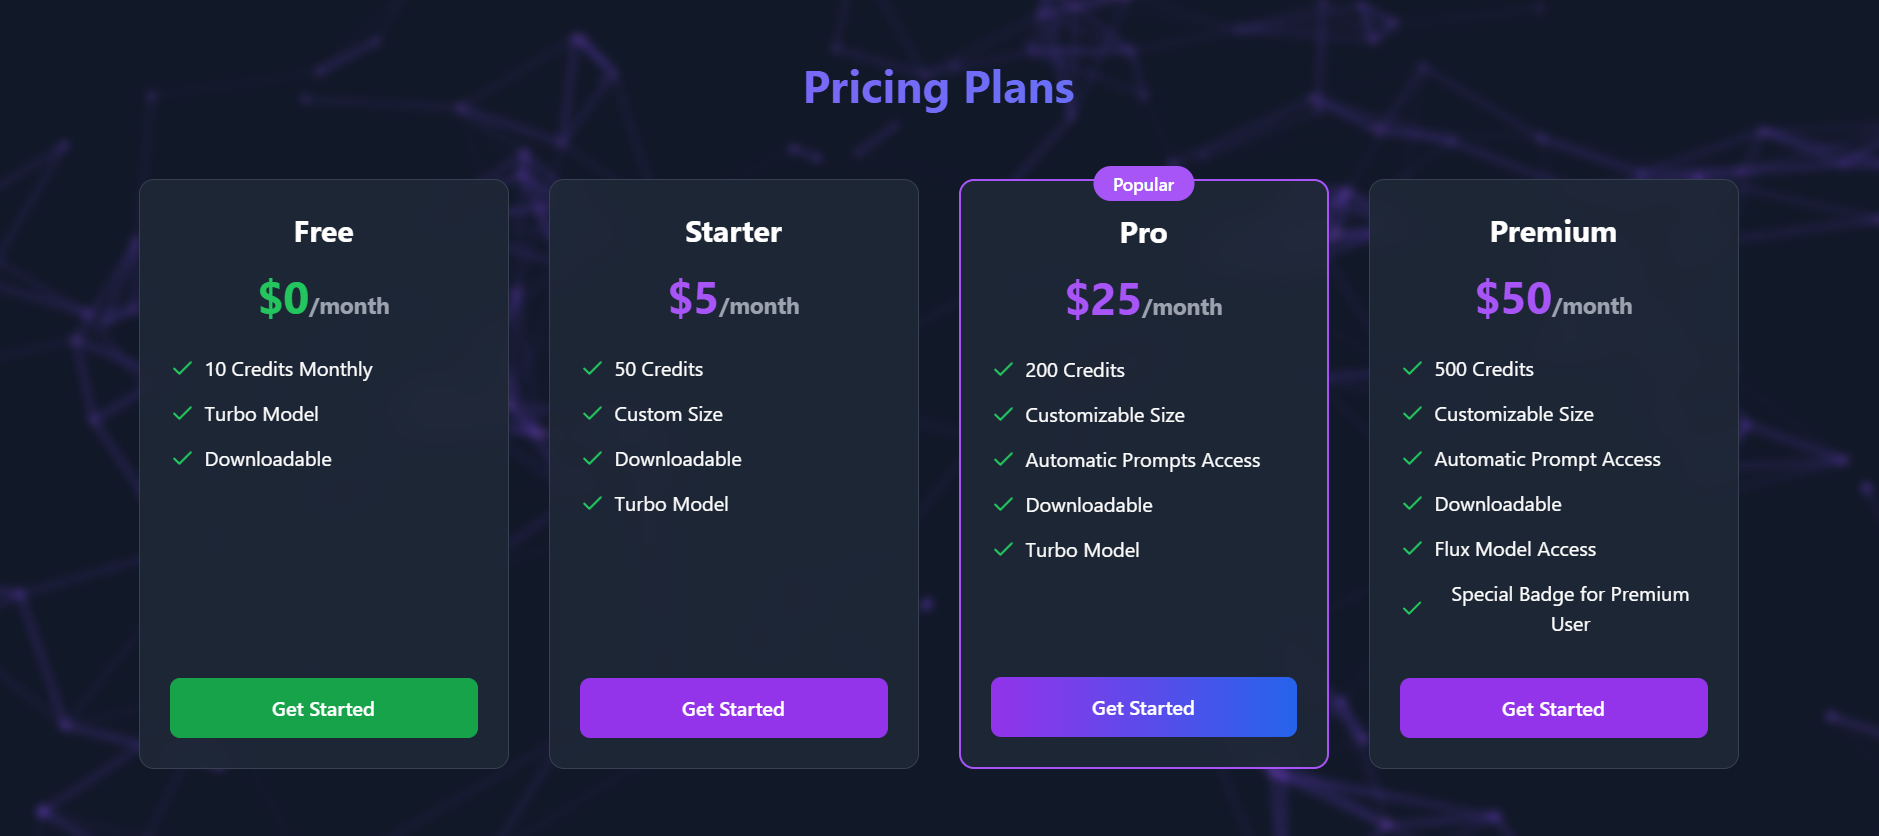 Pricing Plans
Free
$0/month
10 Credits Monthly
Turbo Model
Downloadable
Get Started
Starter
$5/month
50 Credits
Custom Size
Downloadable
Turbo Model
Get Started
Popular
Pro
$25/month
200 Credits
Customizable Size
Automatic Prompts Access
Downloadable
Turbo Model
Get Started
Premium
$50/month
500 Credits
Customizable Size
Automatic Prompt Access
Downloadable
Flux Model Access
Special Badge for Premium
User
Get Started